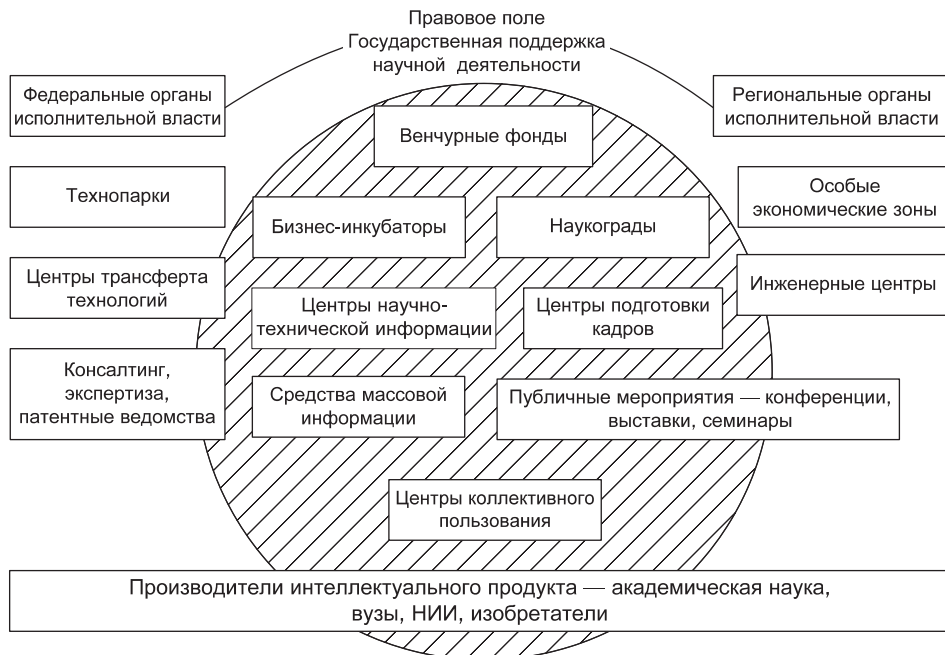 Правовое поле
Государственная поддержка
научной деятельности
Федеральные органы
исполнительной власти
Региональные органы
исполнительной власти
Венчурные фонды
Технопарки
Особые
экономические зоны
Бизнес-инкубаторы
Наукограды
Центры трансферта
технологий
Инженерные центры
Центры научно-
технической информации
Центры подготовки
кадров
Консалтинг,
экспертиза,
патентные ведомства
Средства массовой
информации
Публичные мероприятия — конференции,
выставки, семинары
Центры коллективного
пользования
Производители интеллектуального продукта — академическая наука,
вузы, НИИ, изобретатели